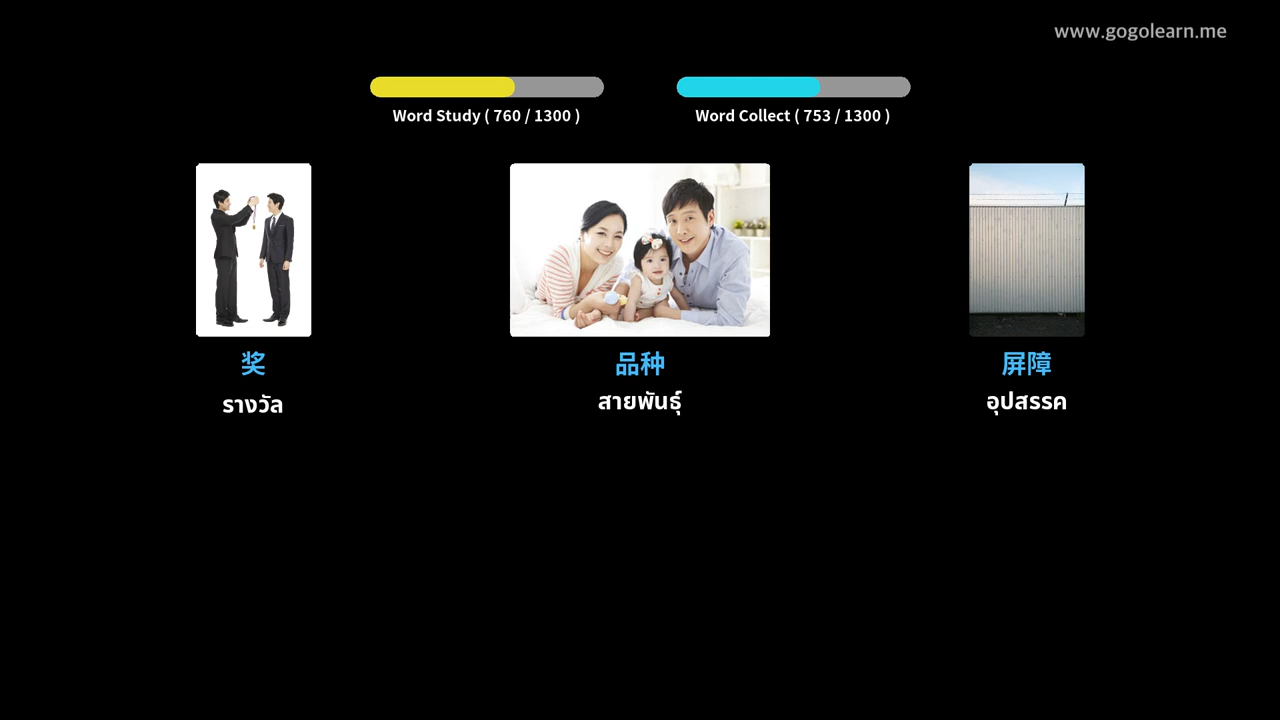 www.gogolearn.me
Word Study ( 760 / 1300 )
Word Collect ( 753 / 1300 )
奖
รางวัล
品种
สายพันธุ์
屏障
อุปสรรค